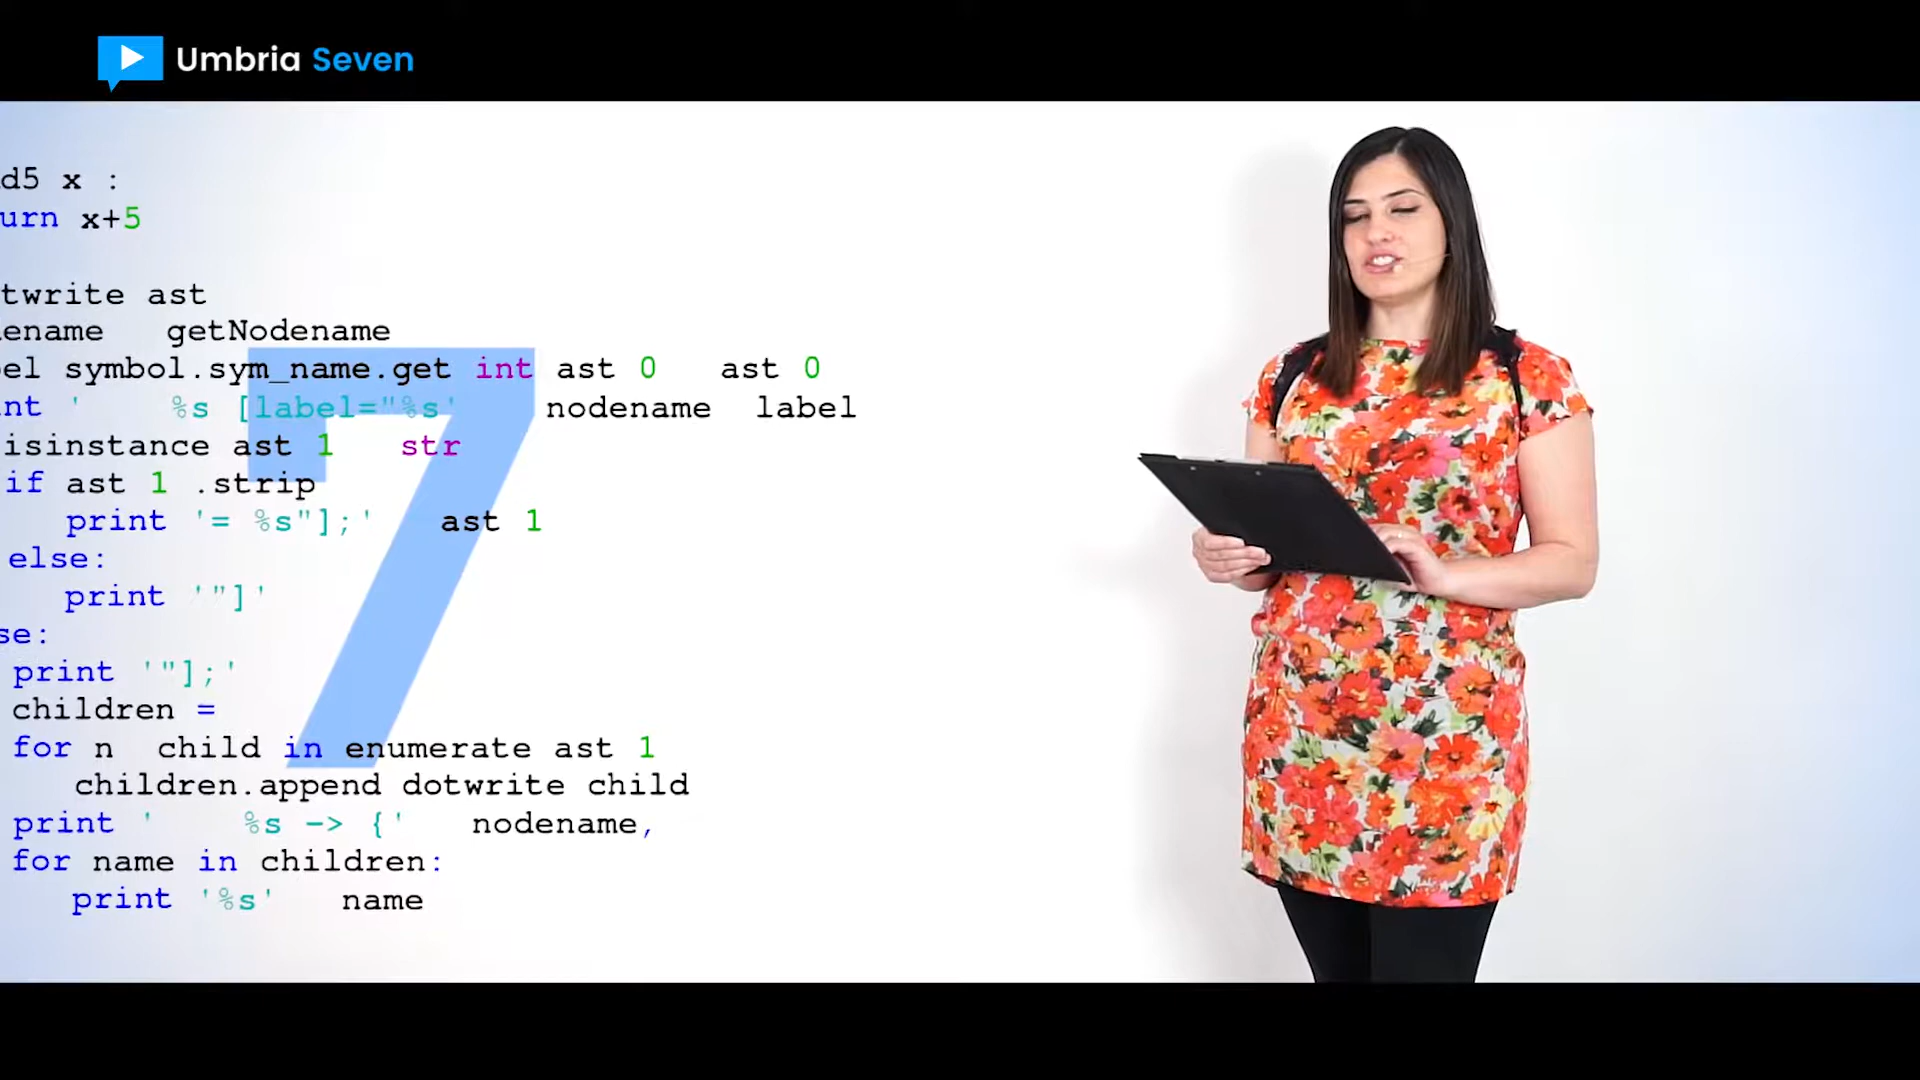 Umbria Seven
d5 x :
urn x+5
twrite ast
ename getNodename
el symbol.sym_name.get int ast 0 ast 0
nt ' %s [label="%s' nodename label
isinstance ast 1 str
if ast 1 .strip
print '= %s"];' ast 1
else:
print '"]'
se:
print '"];'
children =
for n child in enumerate ast 1
children.append dotwrite child
print ' %s -> {' nodename,
for name in children:
print '%s' name
7